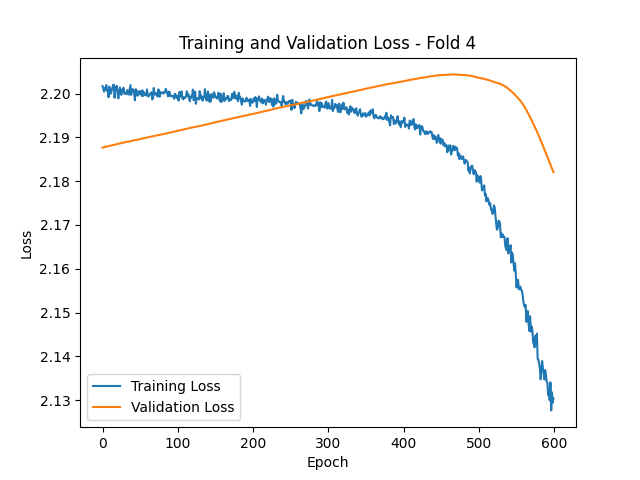 Training and Validation Loss - Fold 4
2.20
2.19
2.18
2.17
2.16
2.15
2.14
2.13
Loss
Training Loss
Validation Loss
0 100 200 300 400 500 600
Epoch